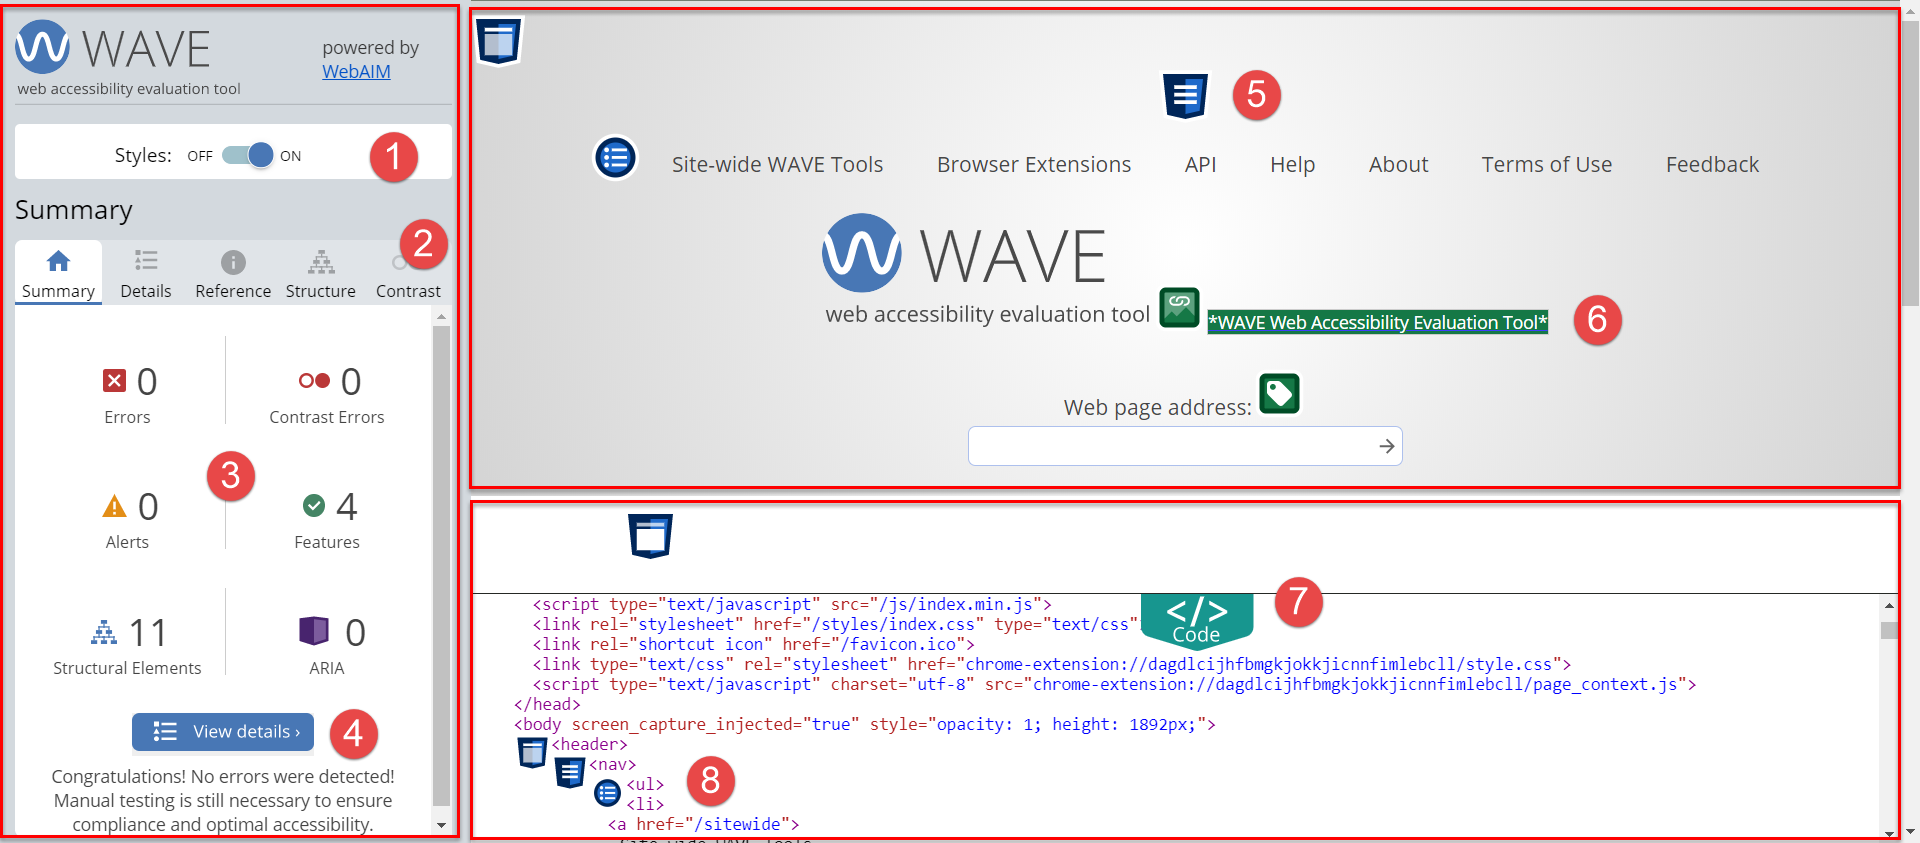 WAVE
powered by
WebAIM
web accessibility evaluation tool
Styles: OFF ON 1
Summary
2
Summary Details Reference Structure Contrast
0 0
Errors Contrast Errors
3
0 4
Alerts Features
11 0
Structural Elements ARIA
View details › 4
Congratulations! No errors were detected!
Manual testing is still necessary to ensure
compliance and optimal accessibility.
5
Site-wide WAVE Tools Browser Extensions API Help About Terms of Use Feedback
WAVE
web accessibility evaluation tool
*WAVE Web Accessibility Evaluation Tool* 6
Web page address:
7
<script type="text/javascript" src="/js/index.min.js">
<link rel="stylesheet" href="/styles/index.css" type="text/css"
</>
Code
<link rel="shortcut icon" href="/favicon.ico">
<link type="text/css" rel="stylesheet" href="chrome-extension://dagdlcijhfbmgkjokkjicnnfimlebcll/style.css">
<script type="text/javascript" charset="utf-8" src="chrome-extension://dagdlcijhfbmgkjokkjicnnfimlebcll/page_context.js">
</head>
<body screen_capture_injected="true" style="opacity: 1; height: 1892px;">
<header>
<nav>
<ul> 8
<li>
<a href="/sitewide">